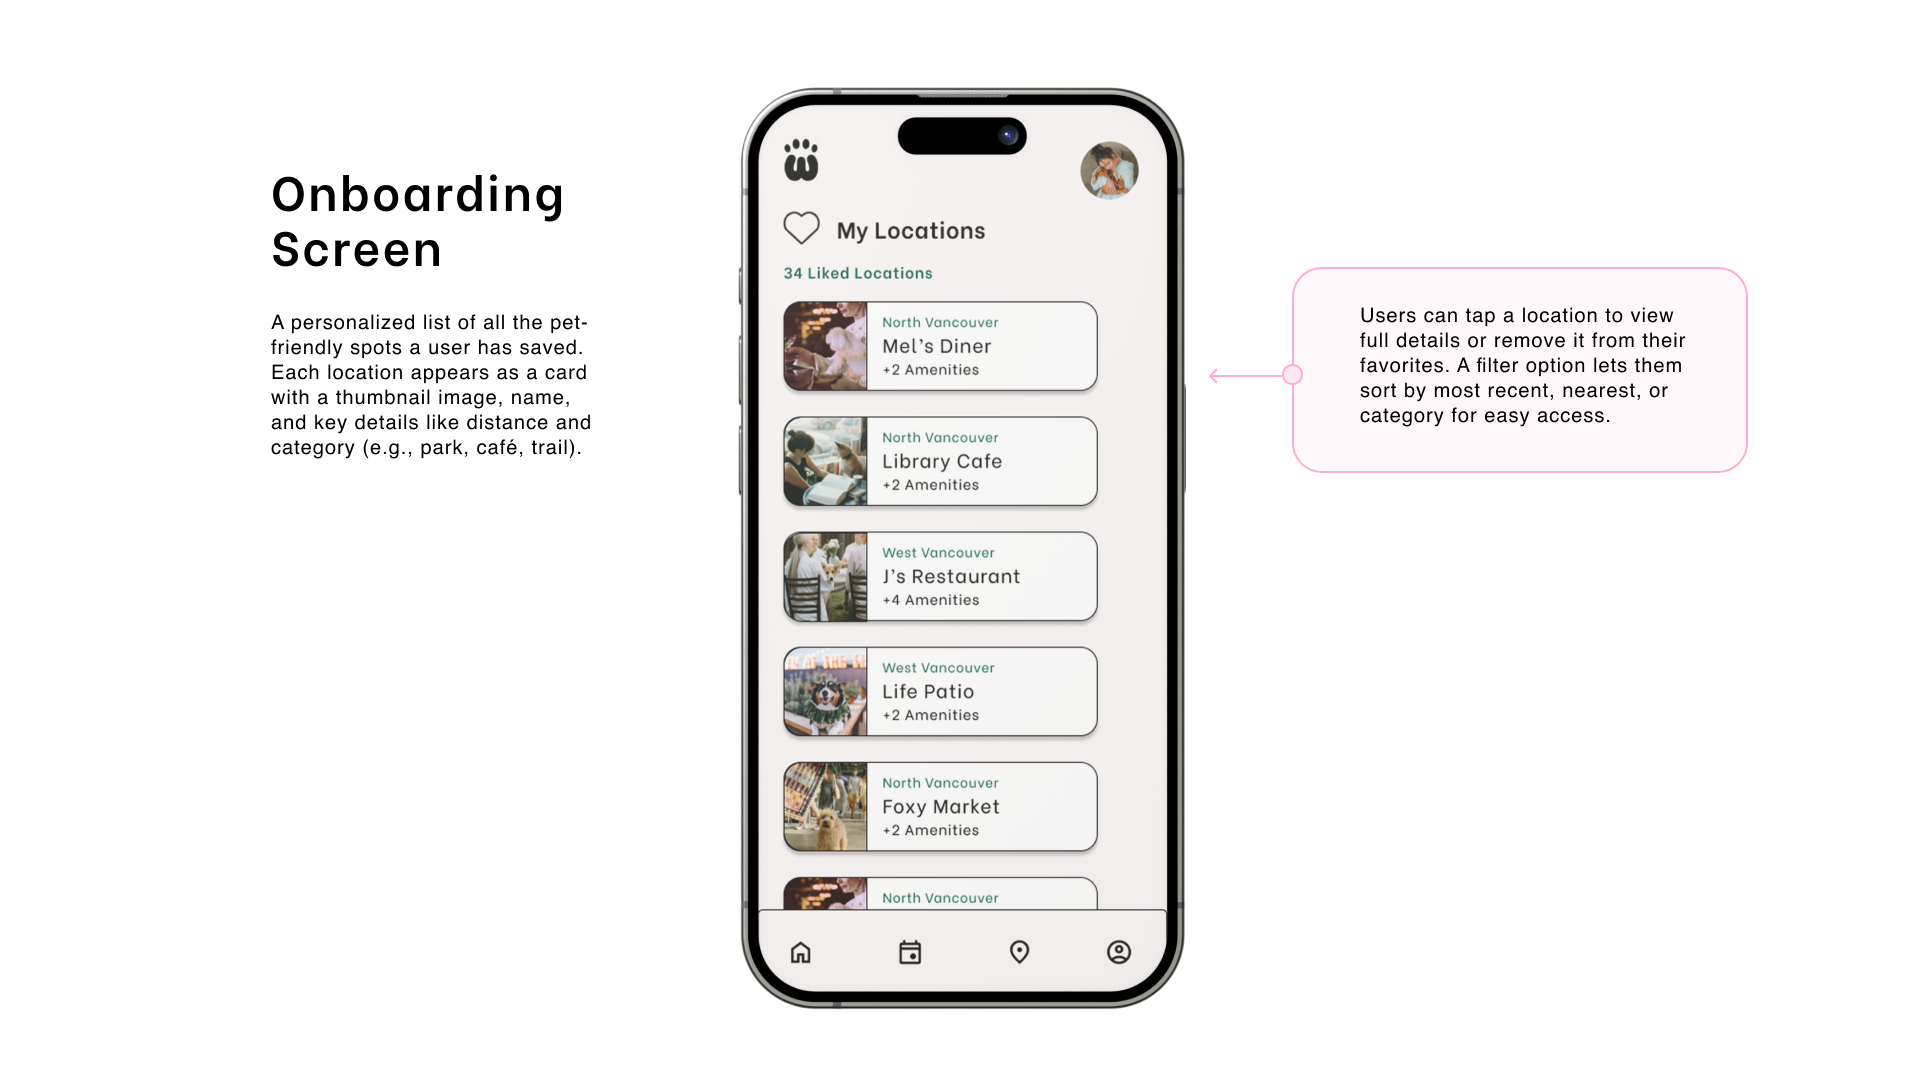 Onboarding
Screen
A personalized list of all the pet-
friendly spots a user has saved.
Each location appears as a card
with a thumbnail image, name,
and key details like distance and
category (e.g., park, café, trail).
My Locations
34 Liked Locations
North Vancouver
Mel’s Diner
+2 Amenities
North Vancouver
Library Cafe
+2 Amenities
West Vancouver
J’s Restaurant
+4 Amenities
West Vancouver
Life Patio
+2 Amenities
North Vancouver
Foxy Market
+2 Amenities
North Vancouver
Users can tap a location to view
full details or remove it from their
favorites. A filter option lets them
sort by most recent, nearest, or
category for easy access.